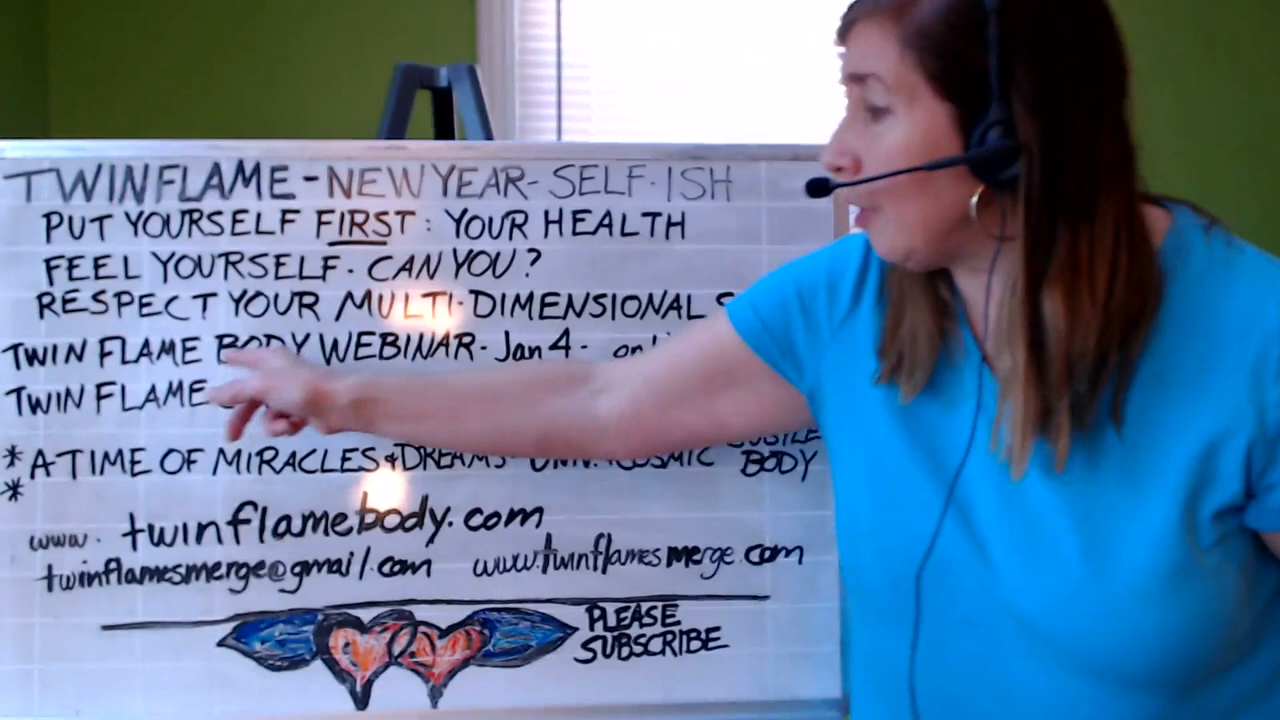 TWINFLAME-NEW YEAR-SELF-ISH
PUT YOURSELF FIRST: YOUR HEALTH
FEEL YOURSELF. CAN YOU?
RESPECT YOUR MULTI-DIMENSIONAL
TWIN FLAME BODY WEBINAR-Jan 4-
TWIN FLAME
* A TIME OF MIRACLES & DREAMS COSMIC
BODY
*
www.twinflamebody.com
twinflamesmerge@gmail.com www.twinflamesmerge.com
PLEASE
SUBSCRIBE